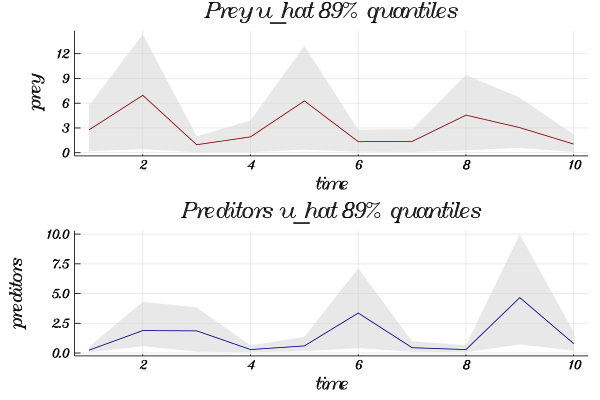 Prey u_hat 89% quantiles
prey
12
9
6
3
0
2 4 6 8 10
time
Preditors u_hat 89% quantiles
preditors
10.0
7.5
5.0
2.5
0.0
2 4 6 8 10
time